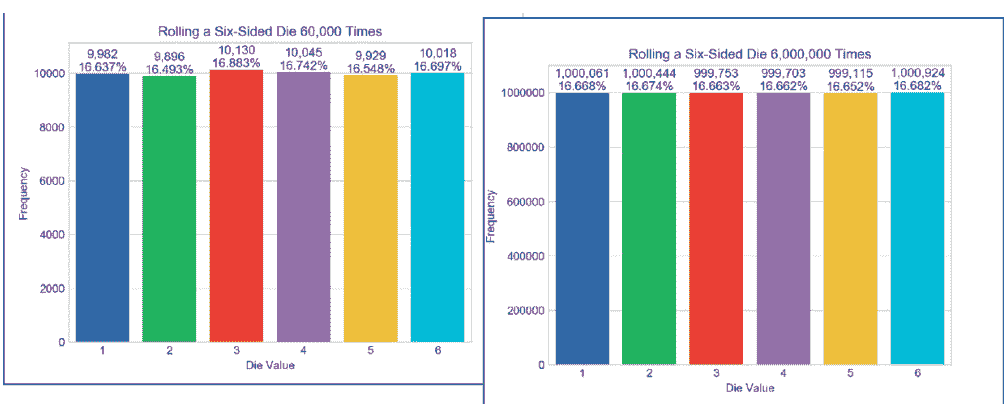 Rolling a Six-Sided Die 60,000 Times
9,982 9,896 10,130 10,045 9,929 10,018
16.637% 16.493% 16.883% 16.742% 16.548% 16.697%
10000
8000
6000
4000
2000
0
Frequency
1 2 3 4 5 6
Die Value
Rolling a Six-Sided Die 6,000,000 Times
1,000,061 1,000,444 999,753 999,703 999,115 1,000,924
16.668% 16.674% 16.663% 16.662% 16.652% 16.682%
1000000
800000
600000
400000
200000
0
Frequency
1 2 3 4 5 6
Die Value